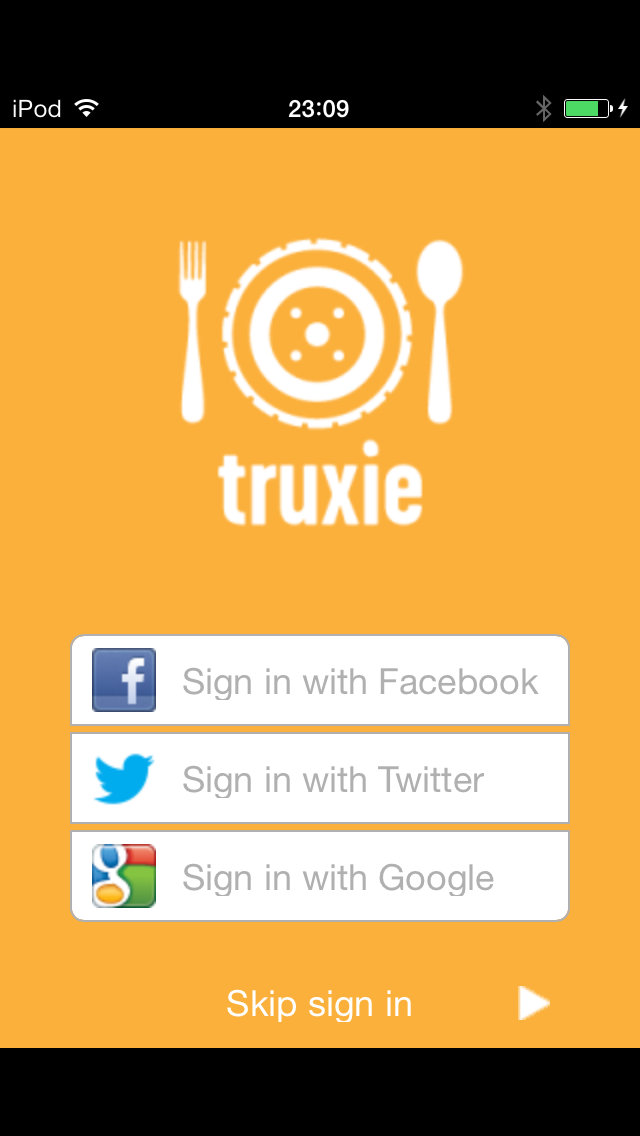 iPod 23:09
truxie
Sign in with Facebook
Sign in with Twitter
Sign in with Google
Skip sign in